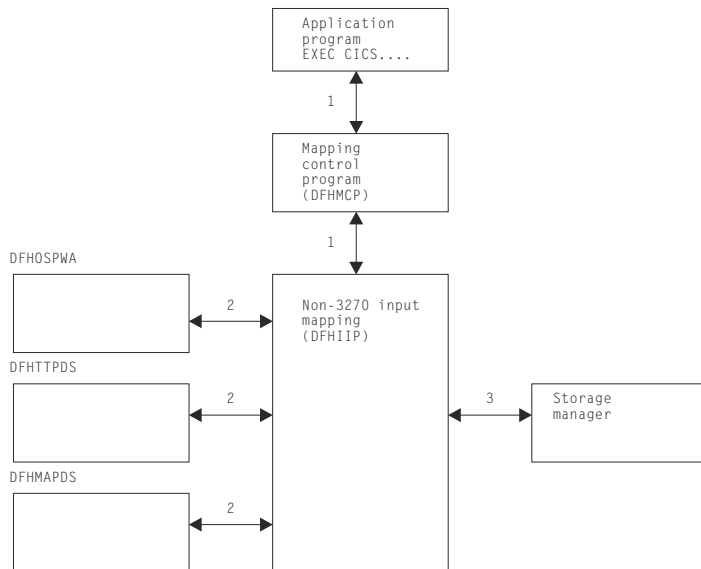 Application
program
EXEC CICS....
1
Mapping
control
program
(DFHMCP)
1
DFHOSPWA
2
Non-3270 input
mapping
(DFHIIP)
DFHTTPDS
2
3
Storage
manager
DFHMAPDS
2